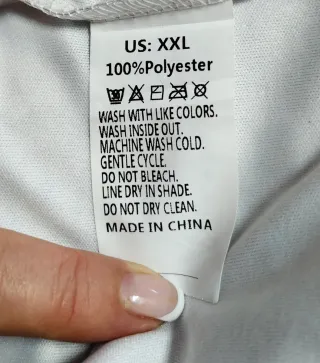 US: XXL
100%Polyester
WASH WITH LIKE COLORS.
WASH INSIDE OUT.
MACHINE WASH COLD.
GENTLE CYCLE.
DO NOT BLEACH.
LINE DRY IN SHADE.
DO NOT DRY CLEAN.
MADE IN CHINA